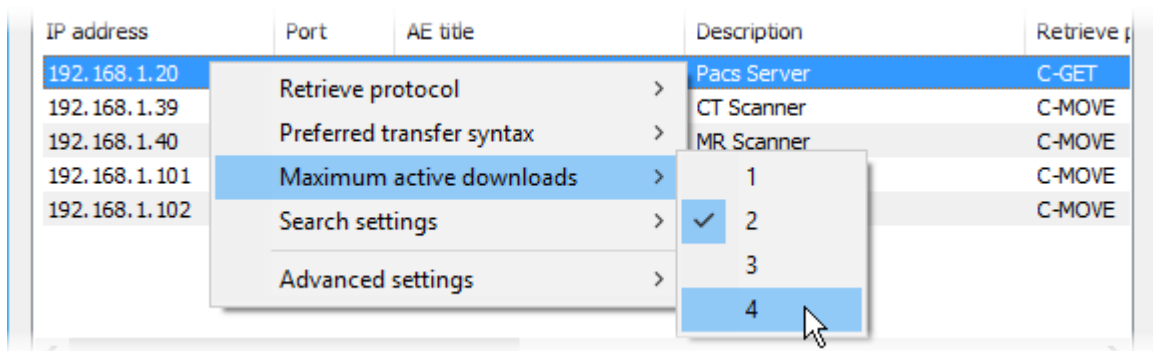 IP address Port AE title Description Retrieve
192.168.1.20 Pacs Server C-GET
Retrieve protocol
192.168.1.39 CT Scanner C-MOVE
Preferred transfer syntax
192.168.1.40 MR Scanner C-MOVE
192.168.1.101 Maximum active downloads 1 C-MOVE
192.168.1.102 Search settings 2 C-MOVE
3
Advanced settings
4